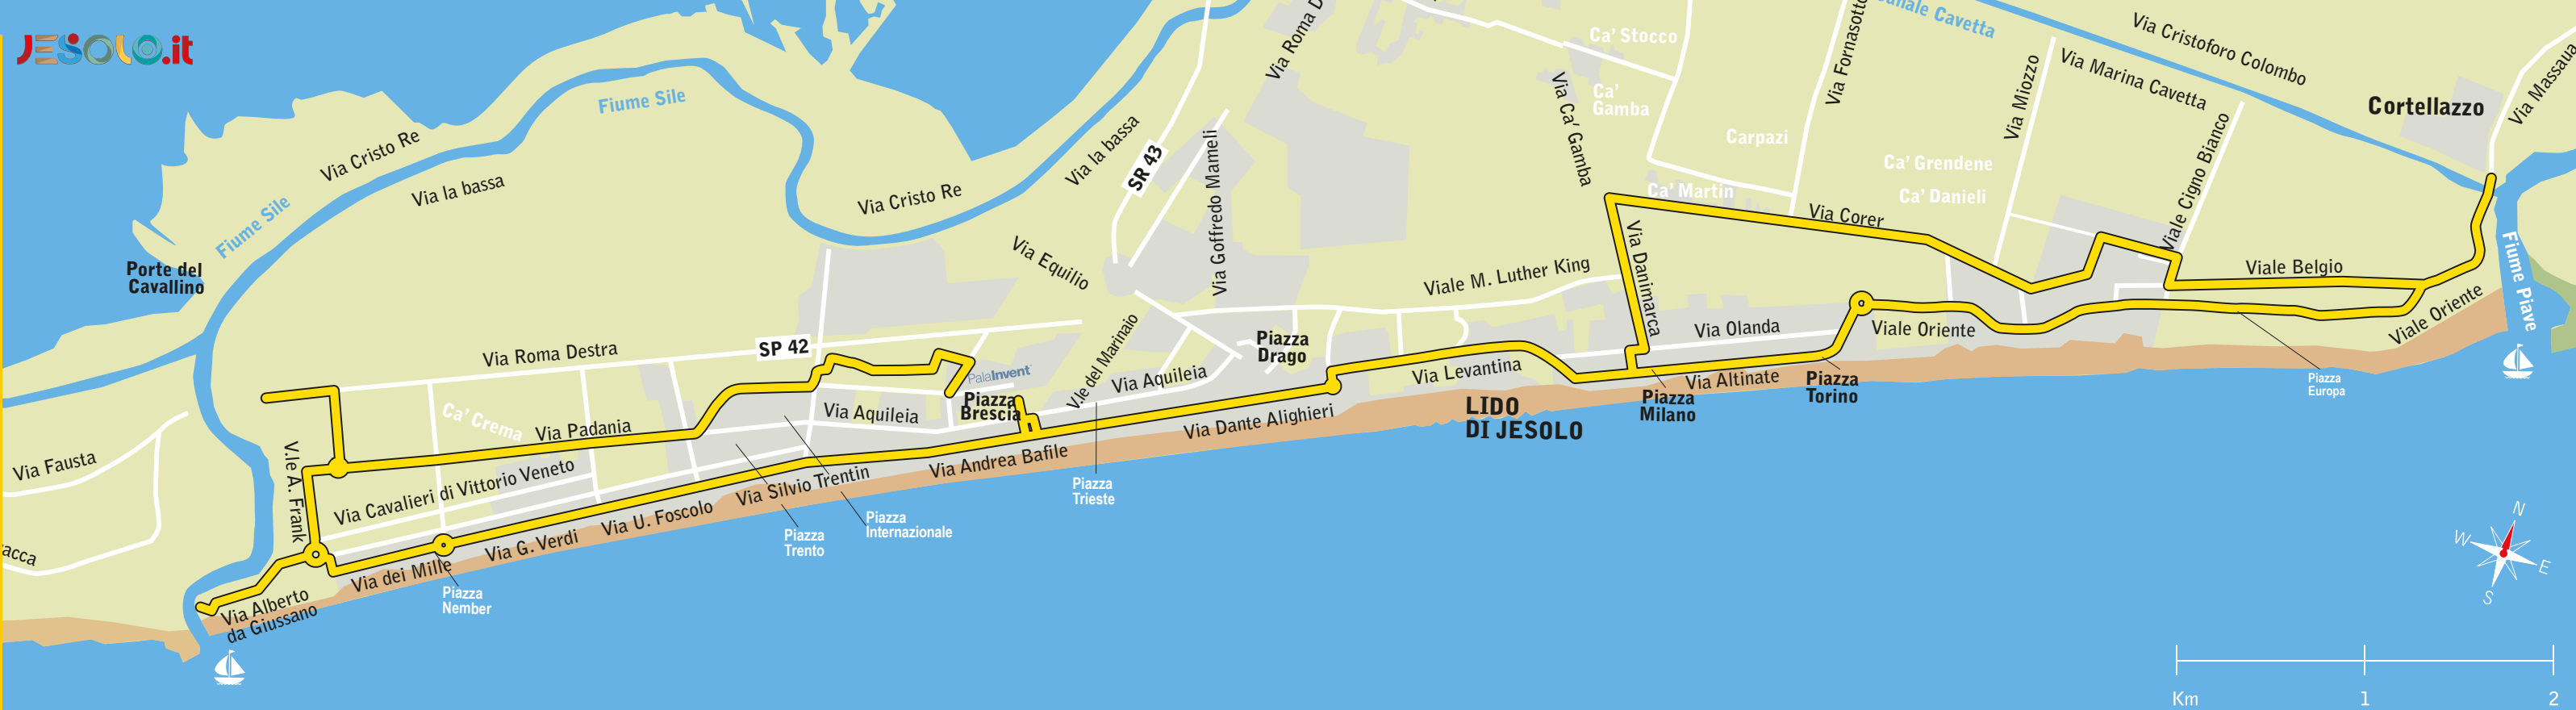 JESOLO.it
Via Cristo Re
Fiume Sile
Via la bassa
Fiume Sile
Porte del
Cavallino
Via Cristo Re
Via la bassa
SR 43
Via Goffredo Mameli
Via Roma D
Via Equilio
Via Ca' Gamba
Ca' Stocco
Ca'
Gamba
Carpazi
Ca' Martin
Via Fornasotto
Ca' Grendene
Ca' Danieli
Canale Cavetta
Via Miozzo
Via Marina Cavetta
Via Cristoforo Colombo
Viale Cigno Bianco
Cortellazzo
Via Massaua
Via Corer
Via Danimarca
Viale M. Luther King
Via Olanda
Viale Oriente
Viale Belgio
Viale Oriente
Fiume Piave
Via Roma Destra
SP 42
PalaInvent
Piazza
Brescia
V.le del Marinaio
Via Aquileia
Piazza
Drago
Via Levantina
LIDO
DI JESOLO
Piazza
Milano
Via Altinate
Piazza
Torino
Piazza
Europa
Via Fausta
acca
V.le A. Frank
Ca' Crema
Via Padania
Via Aquileia
Via Cavalieri di Vittorio Veneto
Via Dante Alighieri
Via Andrea Bafile
Via Silvio Trentin
Via U. Foscolo
Via G. Verdi
Via dei Mille
Via Alberto
da Giussano
Piazza
Nember
Piazza
Trento
Piazza
Internazionale
Piazza
Trieste
N
W
E
S
Km 1 2